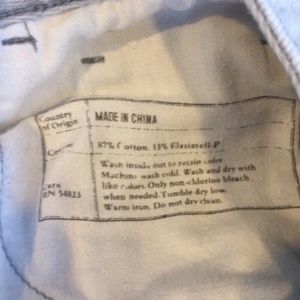 Country
of Origin
MADE IN CHINA
87% Cotton, 13% Elasterell-P
Wash inside out to retain color
Machine wash cold. Wash and dry with
like colors. Only non-chlorine bleach
when needed. Tumble dry low.
Warm iron. Do not dry clean.
Care
RN 54023